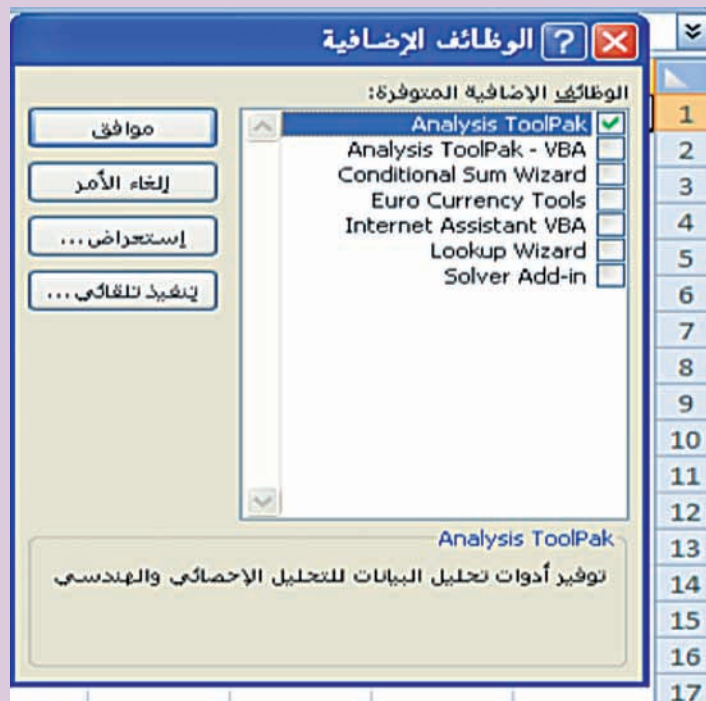 الوظائف الإضافية
الوظائف الإضافية المتوفرة:
Analysis ToolPak
Analysis ToolPak - VBA
Conditional Sum Wizard
Euro Currency Tools
Internet Assistant VBA
Lookup Wizard
Solver Add-in
موافق
إلغاء الأمر
إستعراض...
تنفيذ تلقائي...
Analysis ToolPak
توفير أدوات تحليل البيانات للتحليل الإحصائي والهندسي
1
2
3
4
5
6
7
8
9
10
11
12
13
14
15
16
17